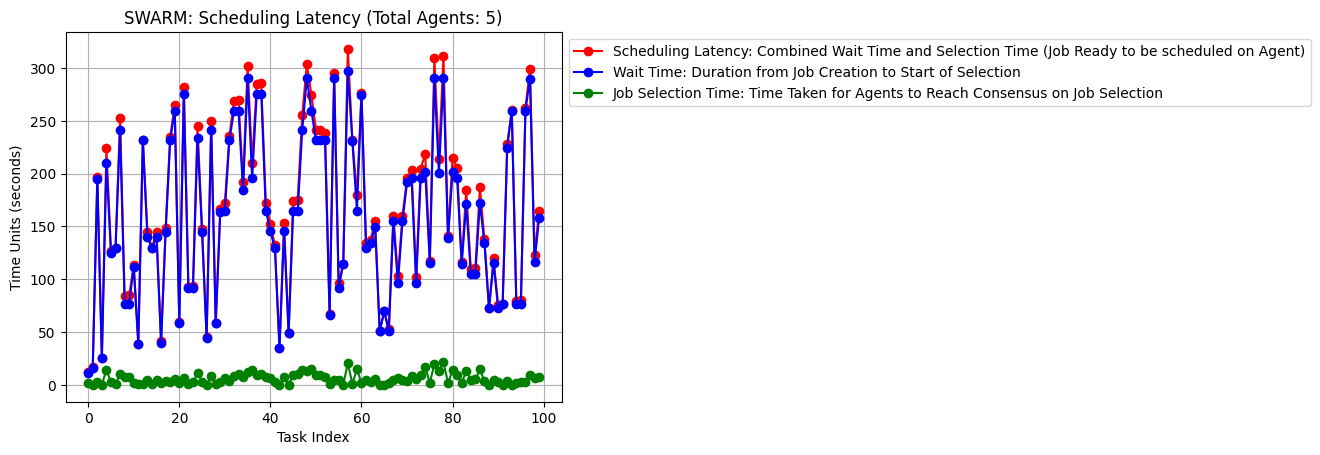 SWARM: Scheduling Latency (Total Agents: 5)
Scheduling Latency: Combined Wait Time and Selection Time (Job Ready to be scheduled on Agent)
Wait Time: Duration from Job Creation to Start of Selection
Job Selection Time: Time Taken for Agents to Reach Consensus on Job Selection
Time Units (seconds)
300
250
200
150
100
50
0
0 20 40 60 80 100
Task Index